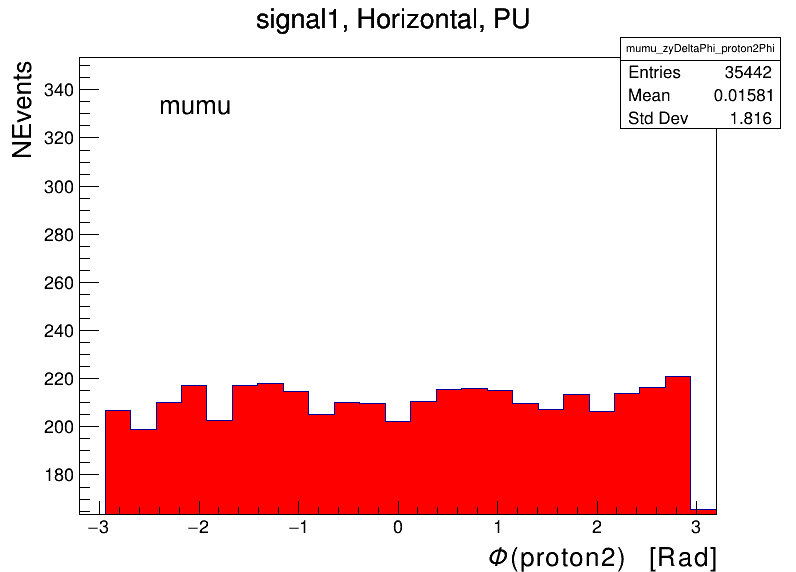 signal1, Horizontal, PU
mumu_zyDeltaPhi_proton2Phi
Entries 35442
Mean 0.01581
Std Dev 1.816
NEvents
mumu
340
320
300
280
260
240
220
200
180
−3 −2 −1 0 1 2 3
Φ(proton2) [Rad]